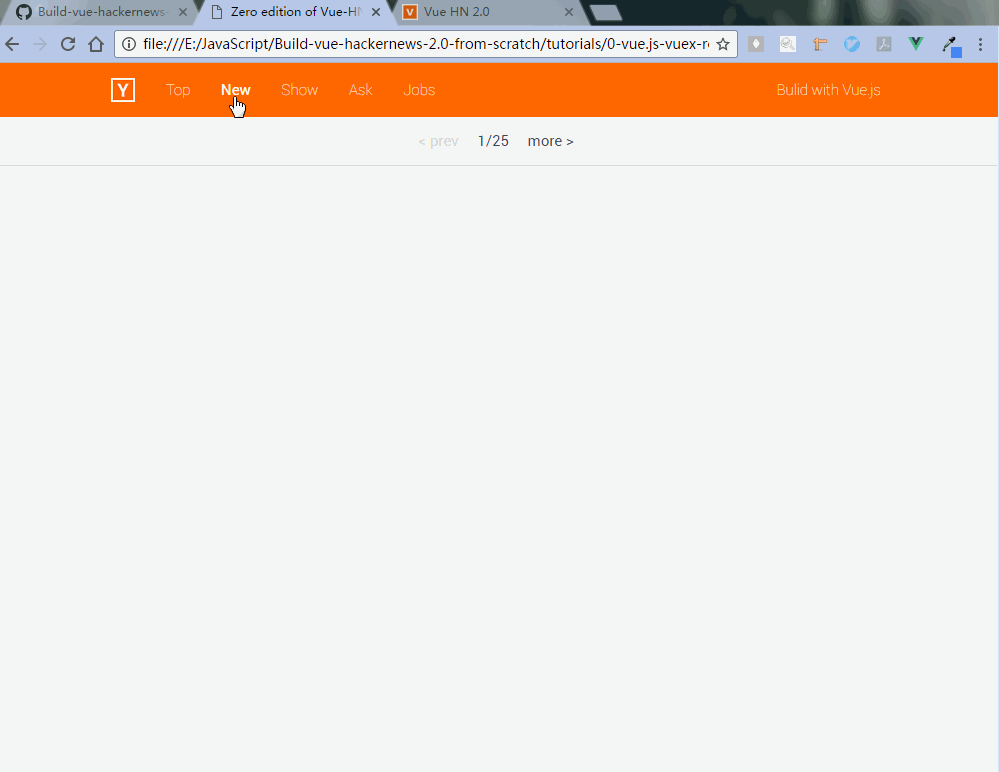 Build-vue-hackernews-
Zero edition of Vue-HN
Vue HN 2.0
file:///E:/JavaScript/Build-vue-hackernews-2.0-from-scratch/tutorials/0-vue.js-vuex-r
Y Top New Show Ask Jobs Bulid with Vue.js
< prev 1/25 more >